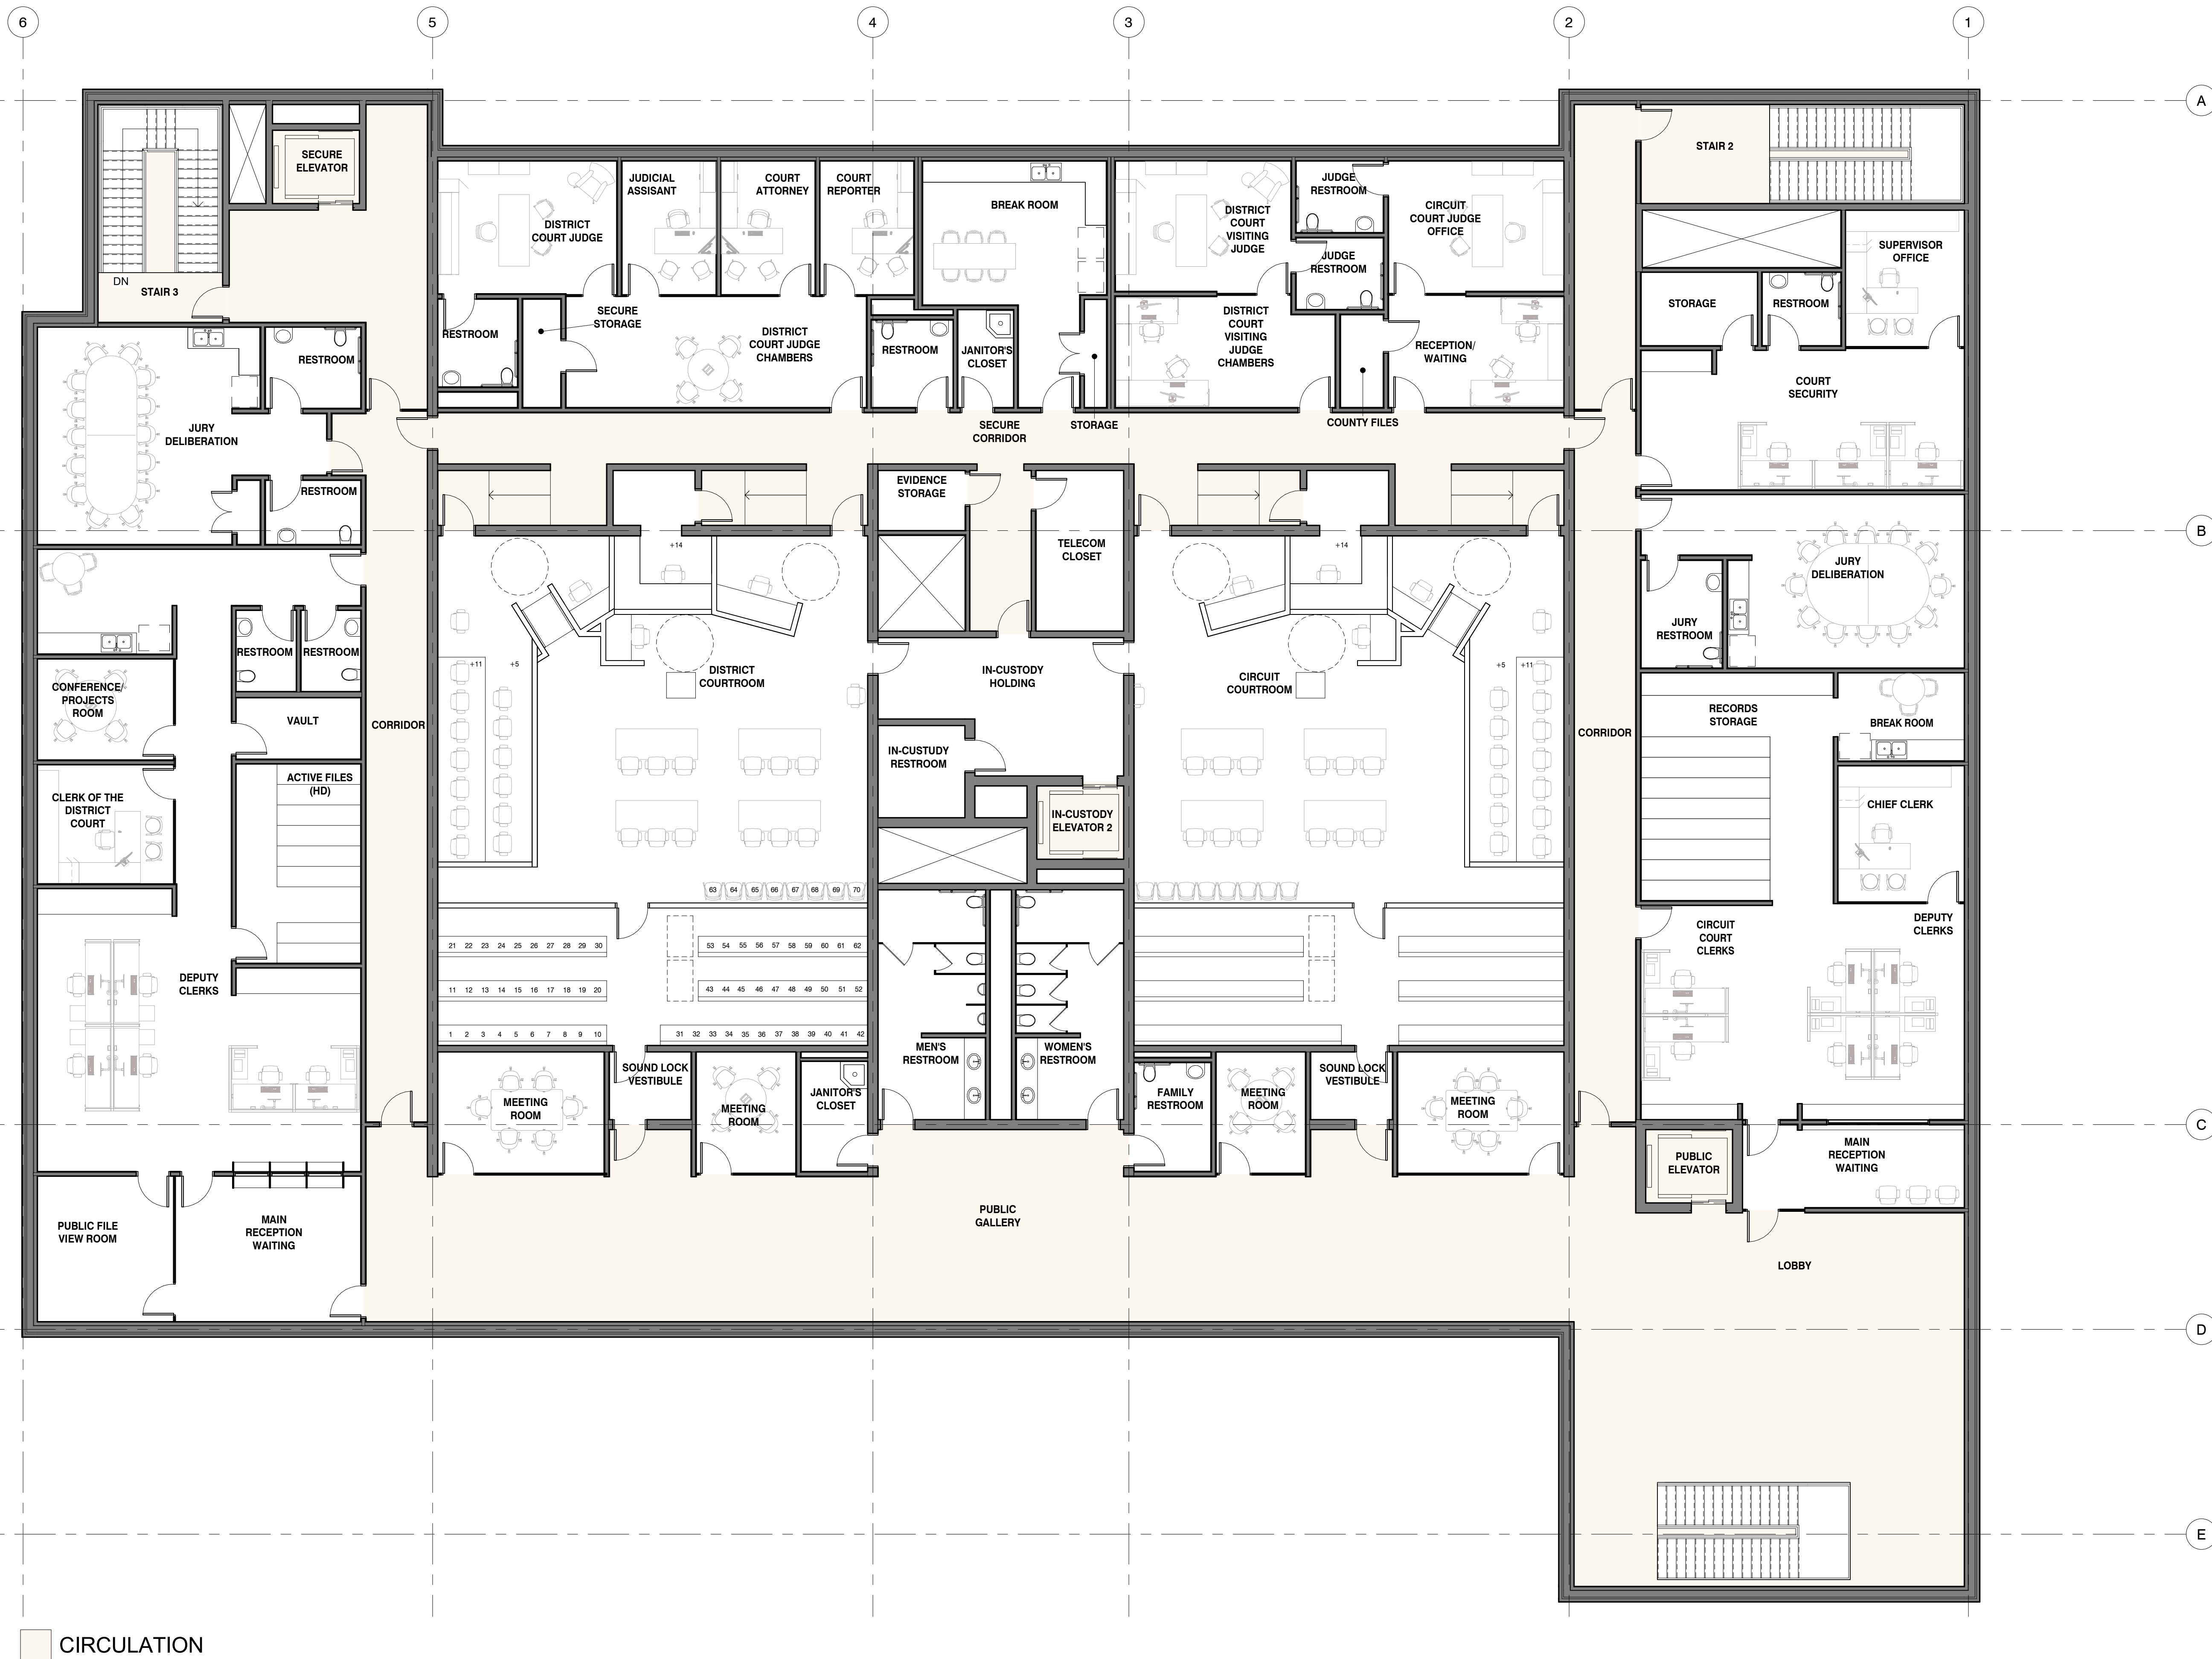 6
5
4
3
2
1
A
SECURE
ELEVATOR
STAIR 2
JUDICIAL
ASSISANT
COURT
ATTORNEY
COURT
REPORTER
BREAK ROOM
JUDGE
RESTROOM
DISTRICT
COURT JUDGE
DISTRICT
COURT
VISITING
JUDGE
CIRCUIT
COURT JUDGE
OFFICE
SUPERVISOR
OFFICE
JUDGE
RESTROOM
DN
STAIR 3
STORAGE
RESTROOM
SECURE
STORAGE
RESTROOM
DISTRICT
COURT JUDGE
CHAMBERS
RESTROOM
JANITOR'S
CLOSET
DISTRICT
COURT
VISITING
JUDGE
CHAMBERS
RECEPTION/
WAITING
RESTROOM
COURT
SECURITY
JURY
DELIBERATION
SECURE
CORRIDOR
STORAGE
COUNTY FILES
RESTROOM
EVIDENCE
STORAGE
B
TELECOM
CLOSET
+14
+14
JURY
DELIBERATION
JURY
RESTROOM
RESTROOM
RESTROOM
+11
+5
DISTRICT
COURTROOM
IN-CUSTODY
HOLDING
CIRCUIT
COURTROOM
+5
+11
CONFERENCE/
PROJECTS
ROOM
VAULT
CORRIDOR
CORRIDOR
RECORDS
STORAGE
BREAK ROOM
IN-CUSTUDY
RESTROOM
ACTIVE FILES
(HD)
CLERK OF THE
DISTRICT
COURT
IN-CUSTODY
ELEVATOR 2
CHIEF CLERK
63 64 65 66 67 68 69 70
CIRCUIT
COURT
CLERKS
DEPUTY
CLERKS
21 22 23 24 25 26 27 28 29 30
53 54 55 56 57 58 59 60 61 62
DEPUTY
CLERKS
11 12 13 14 15 16 17 18 19 20
43 44 45 46 47 48 49 50 51 52
1 2 3 4 5 6 7 8 9 10
31 32 33 34 35 36 37 38 39 40 41 42
MEN'S
RESTROOM
WOMEN'S
RESTROOM
SOUND LOCK
VESTIBULE
SOUND LOCK
VESTIBULE
MEETING
ROOM
MEETING
ROOM
JANITOR'S
CLOSET
FAMILY
RESTROOM
MEETING
ROOM
MEETING
ROOM
C
PUBLIC
ELEVATOR
MAIN
RECEPTION
WAITING
PUBLIC FILE
VIEW ROOM
MAIN
RECEPTION
WAITING
PUBLIC
GALLERY
LOBBY
D
E
CIRCULATION